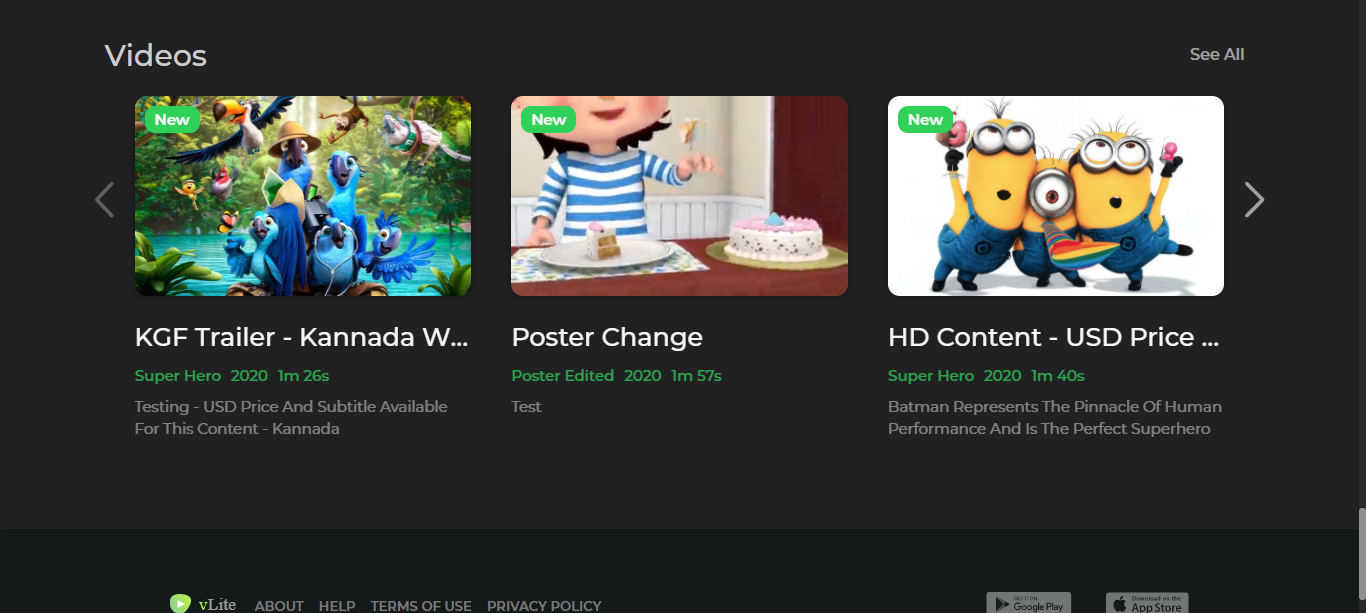 Videos
See All
New
New
New
KGF Trailer - Kannada W...
Poster Change
HD Content - USD Price ...
Super Hero 2020 1m 26s
Poster Edited 2020 1m 57s
Super Hero 2020 1m 40s
Testing - USD Price And Subtitle Available
For This Content - Kannada
Test
Batman Represents The Pinnacle Of Human
Performance And Is The Perfect Superhero
vLite
ABOUT HELP TERMS OF USE PRIVACY POLICY
GET IT ON
Google Play
Download on the
App Store